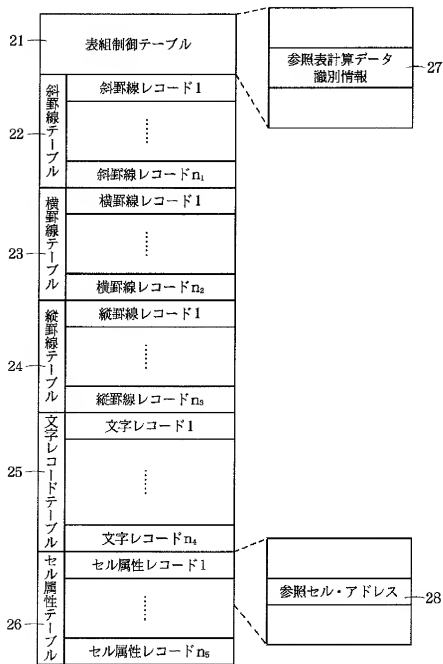 21
表組制御テーブル
参照表計算データ
識別情報
27
斜罫線テーブル
22
斜罫線レコード1
斜罫線レコードn₁
横罫線テーブル
23
横罫線レコード1
横罫線レコードn₂
縦罫線テーブル
24
縦罫線レコード1
縦罫線レコードn₃
文字レコードテーブル
25
文字レコード1
文字レコードn₄
セル属性テーブル
26
セル属性レコード1
セル属性レコードn₅
参照セル・アドレス
28